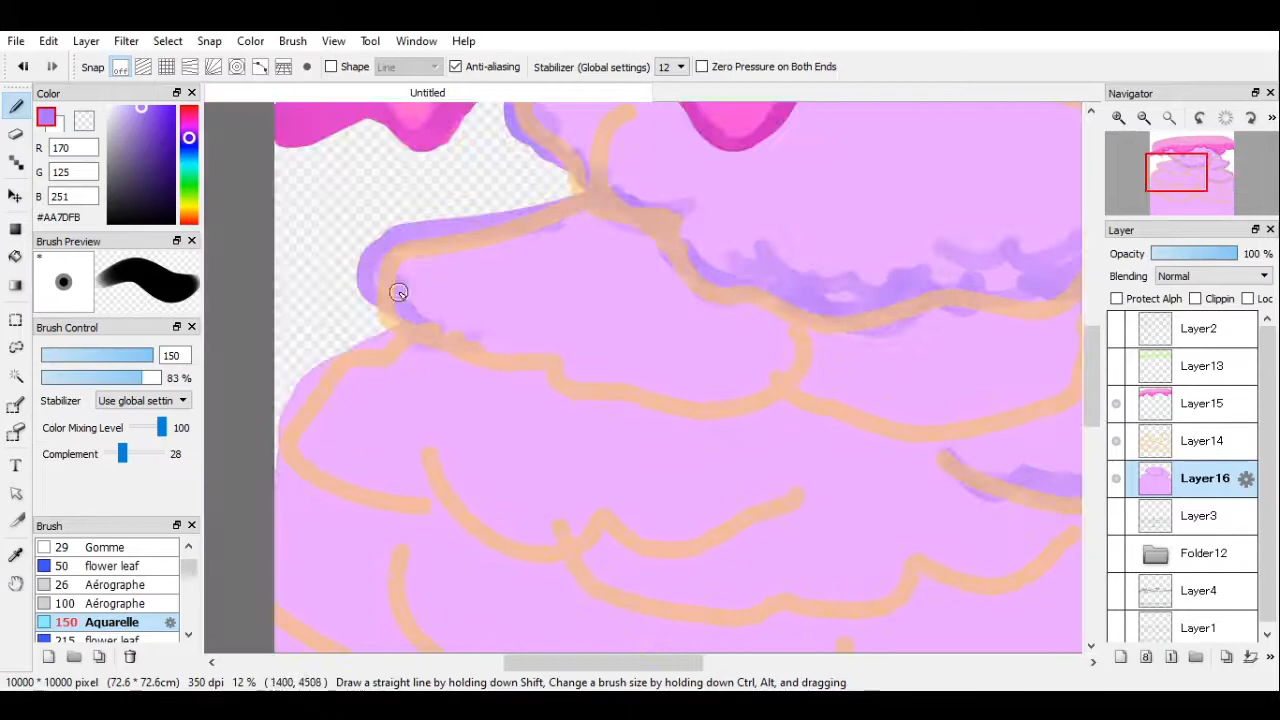 File Edit Layer Filter Select Snap Color Brush View Tool Window Help
Snap off Shape Line Anti-aliasing Stabilizer (Global settings) 12 Zero Pressure on Both Ends
Color
Untitled
Navigator
R 170
G 125
B 251
#AA7DFB
Brush Preview
*
Layer
Opacity 100 %
Blending Normal
Protect Alph Clippin Loc
Brush Control
150
83 %
Stabilizer Use global settin
Color Mixing Level 100
Complement 28
Layer2
Layer13
Layer15
Layer14
Layer16
Layer3
Folder12
Layer4
Layer1
Brush
29 Gomme
50 flower leaf
26 Aérographe
100 Aérographe
150 Aquarelle
215 flower leaf
10000 * 10000 pixel (72.6 * 72.6cm) 350 dpi 12 % ( 1400, 4508 ) Draw a straight line by holding down Shift, Change a brush size by holding down Ctrl, Alt, and dragging